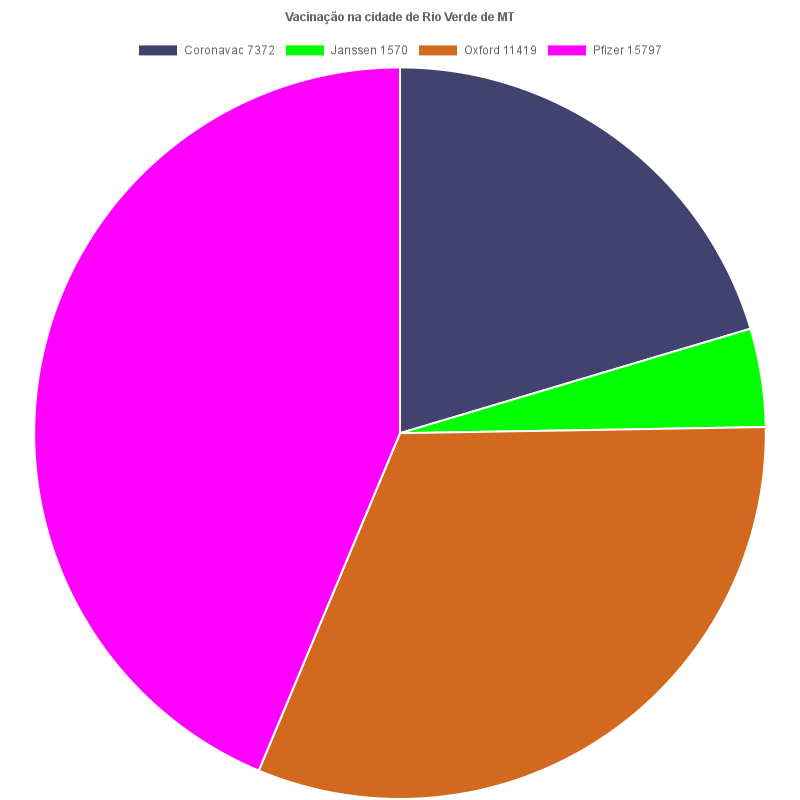 Vacinação na cidade de Rio Verde de MT
Coronavac 7372 Janssen 1570 Oxford 11419 Pfizer 15797